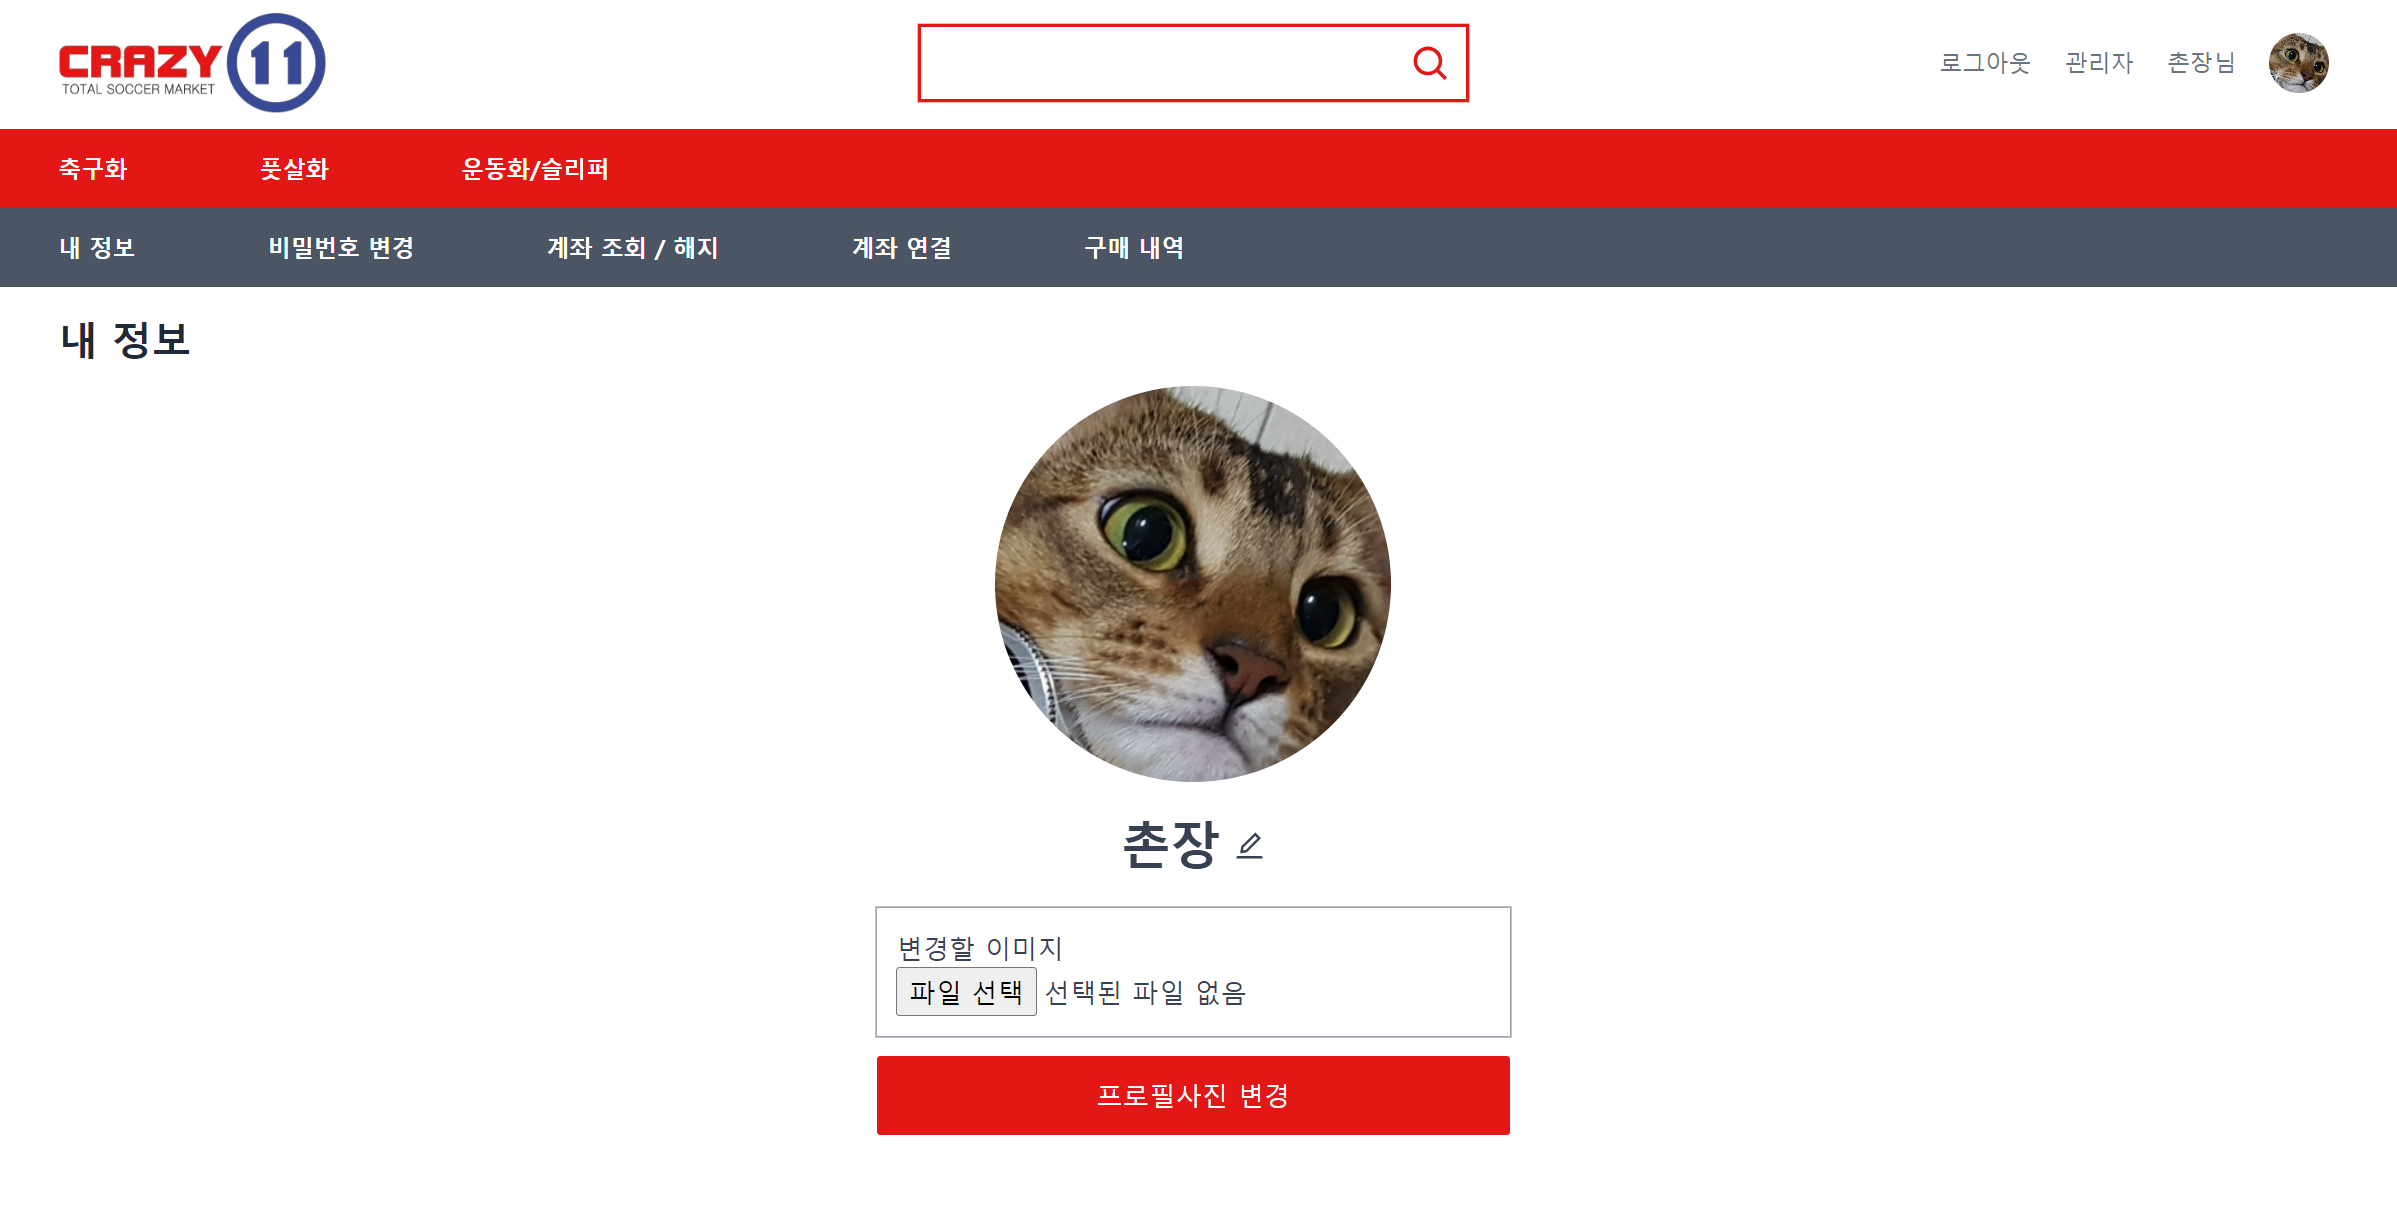 CRAZY 11
TOTAL SOCCER MARKET
로그아웃 관리자 촌장님
축구화 풋살화 운동화/슬리퍼
내 정보 비밀번호 변경 계좌 조회 / 해지 계좌 연결 구매 내역
내 정보
촌장
변경할 이미지
파일 선택 선택된 파일 없음
프로필사진 변경